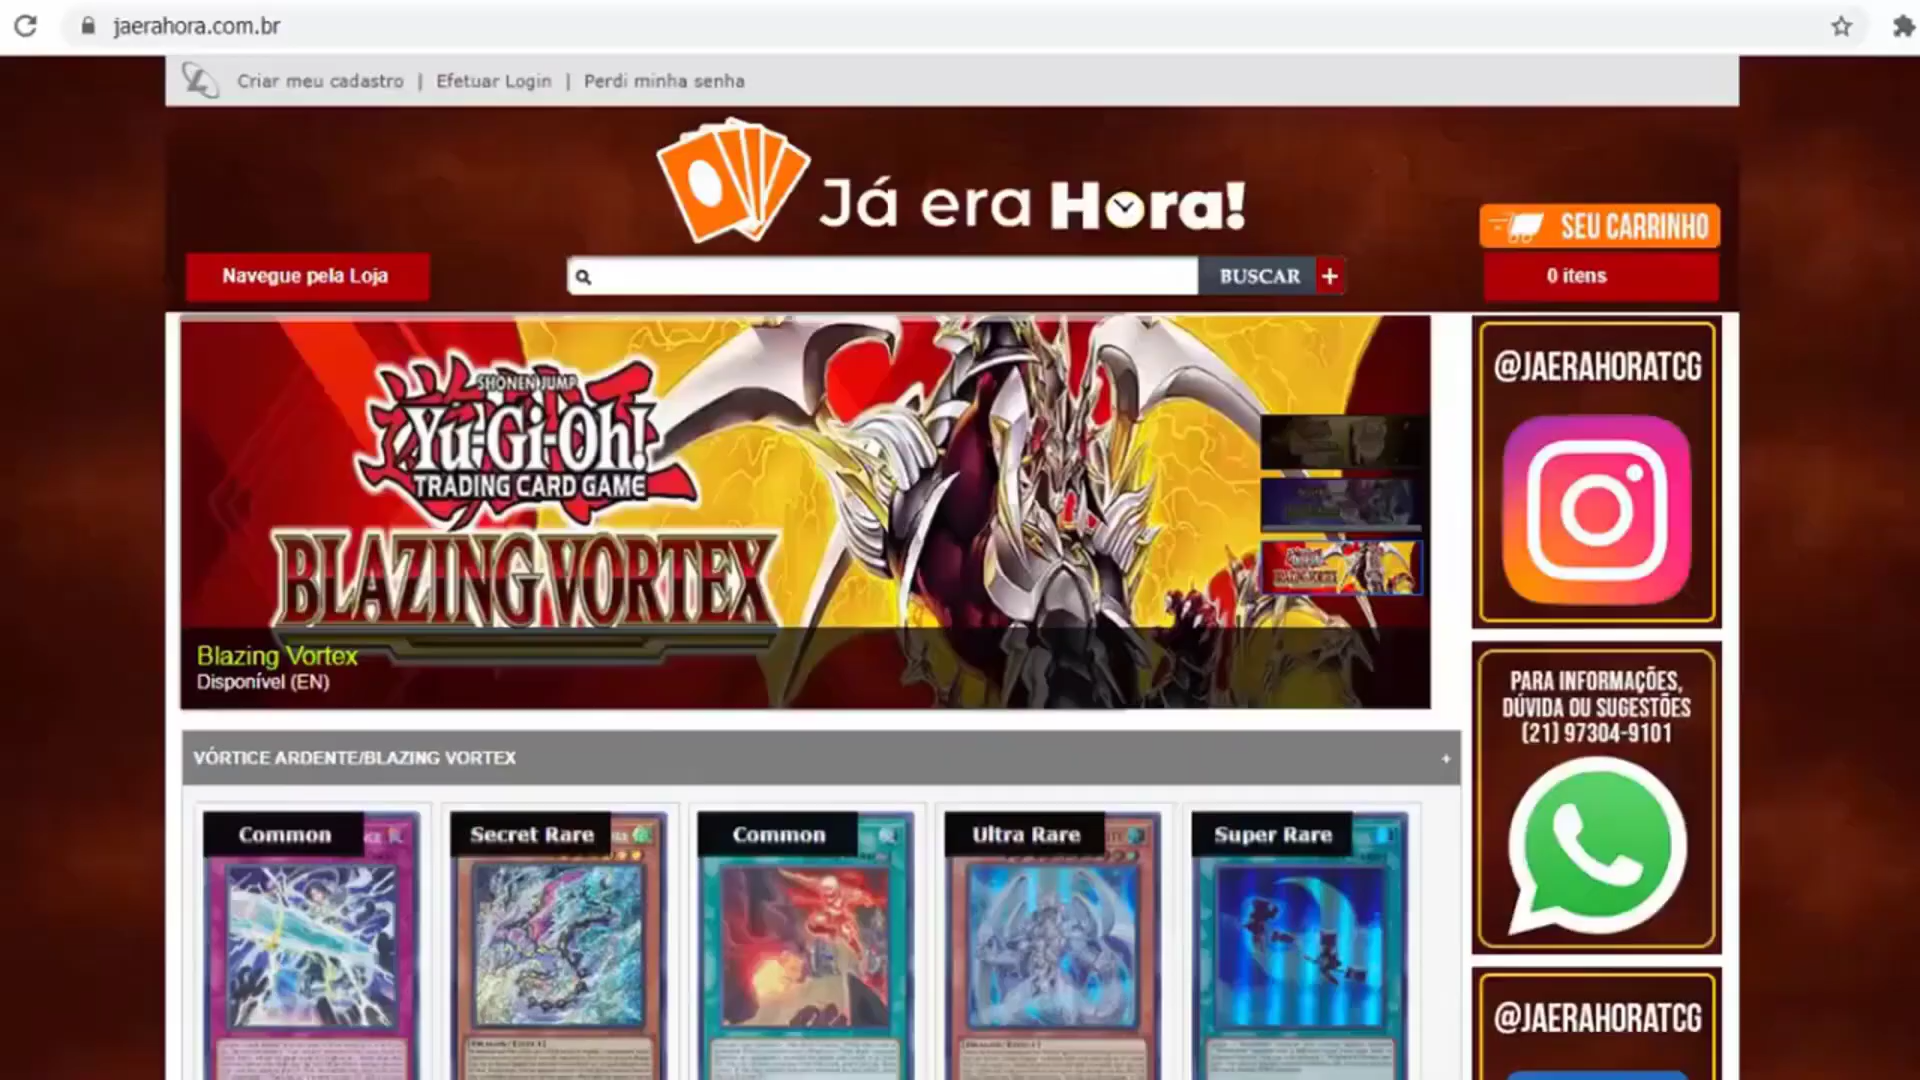 jaerahora.com.br
Criar meu cadastro | Efetuar Login | Perdi minha senha
Já era Hora!
SEU CARRINHO
Navegue pela Loja
BUSCAR +
0 itens
@JAERAHORATCG
SHONEN JUMP
Yu-Gi-Oh!
TRADING CARD GAME
BLAZING VORTEX
Blazing Vortex
Disponível (EN)
PARA INFORMAÇÕES,
DÚVIDA OU SUGESTÕES
(21) 97304-9101
VÓRTICE ARDENTE/BLAZING VORTEX +
Common
Secret Rare
Common
Ultra Rare
Super Rare
@JAERAHORATCG